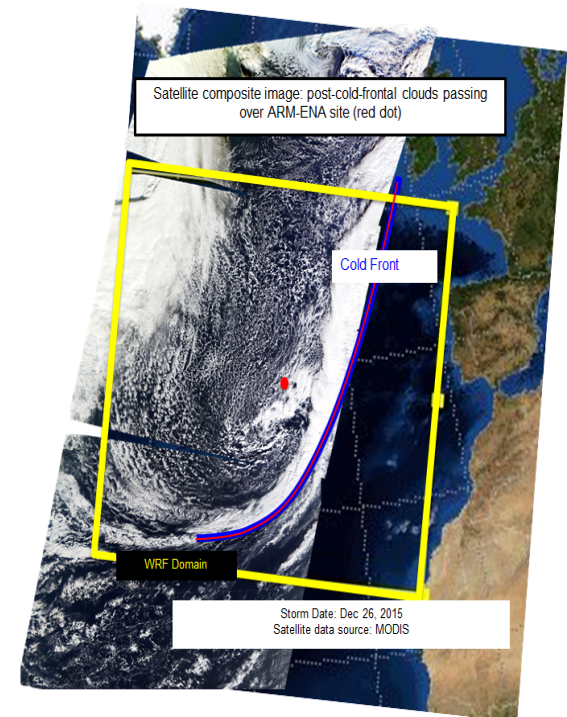 Satellite composite image: post-cold-frontal clouds passing
over ARM-ENA site (red dot)
Cold Front
WRF Domain
Storm Date: Dec 26, 2015
Satellite data source: MODIS